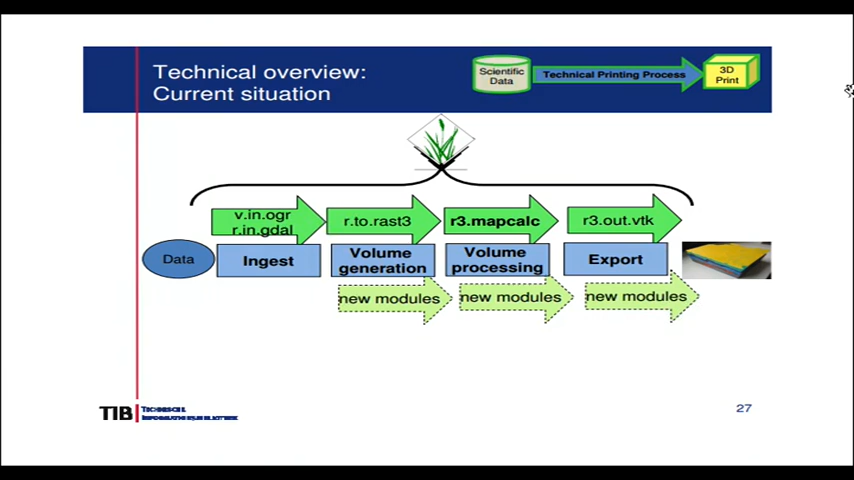 Technical overview:
Current situation
Scientific
Data
Technical Printing Process
3D
Print
v.in.ogr
r.in.gdal
r.to.rast3
r3.mapcalc
r3.out.vtk
Data
Ingest
Volume
generation
Volume
processing
Export
new modules
new modules
new modules
TIB
27